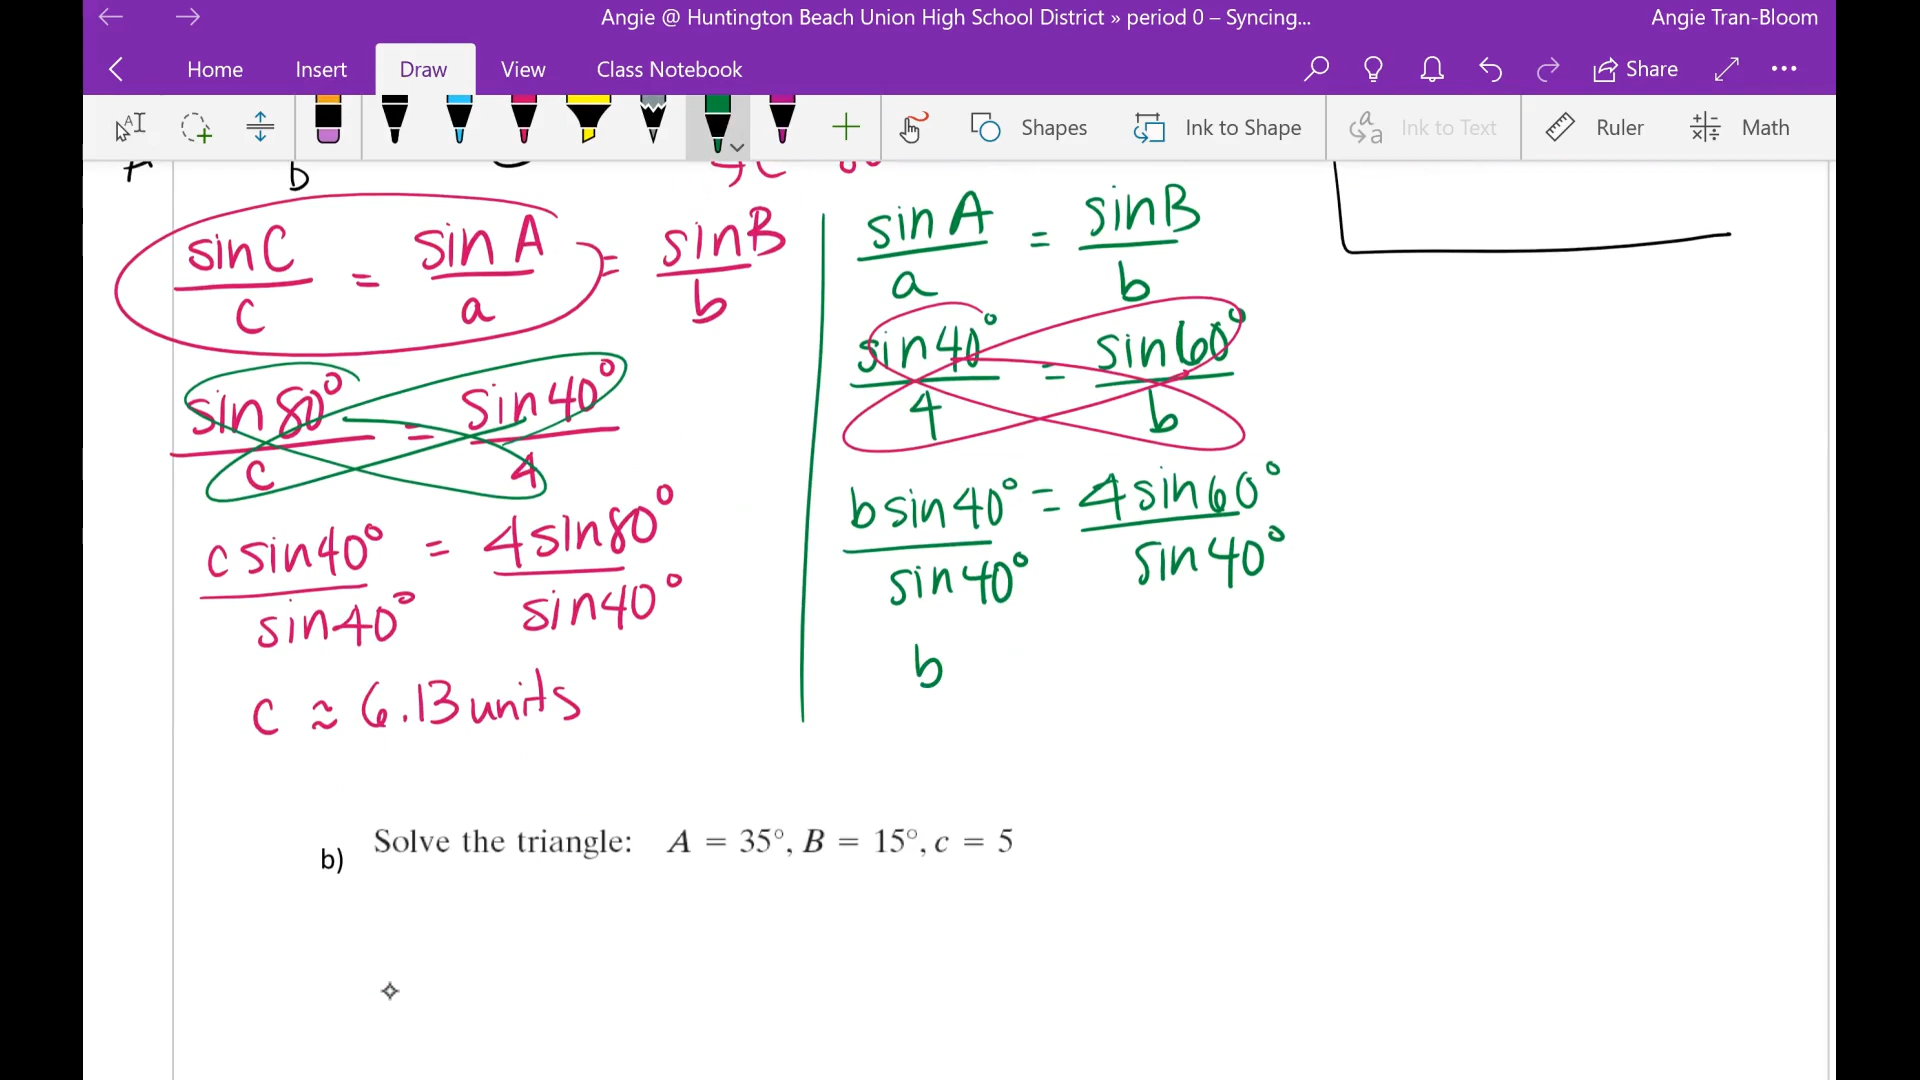 Angie @ Huntington Beach Union High School District » period 0 – Syncing...
Angie Tran-Bloom
Home Insert Draw View Class Notebook Share
Shapes Ink to Shape Ink to Text Ruler Math
A b
sin C / c = sin A / a = sin B / b
sin 80° / c = sin 40° / 4
c sin 40° / sin 40° = 4 sin 80° / sin 40°
c ≈ 6.13 units
sin A / a = sin B / b
sin 40° / 4 = sin 60° / b
b sin 40° / sin 40° = 4 sin 60° / sin 40°
b
b) Solve the triangle: A = 35°, B = 15°, c = 5